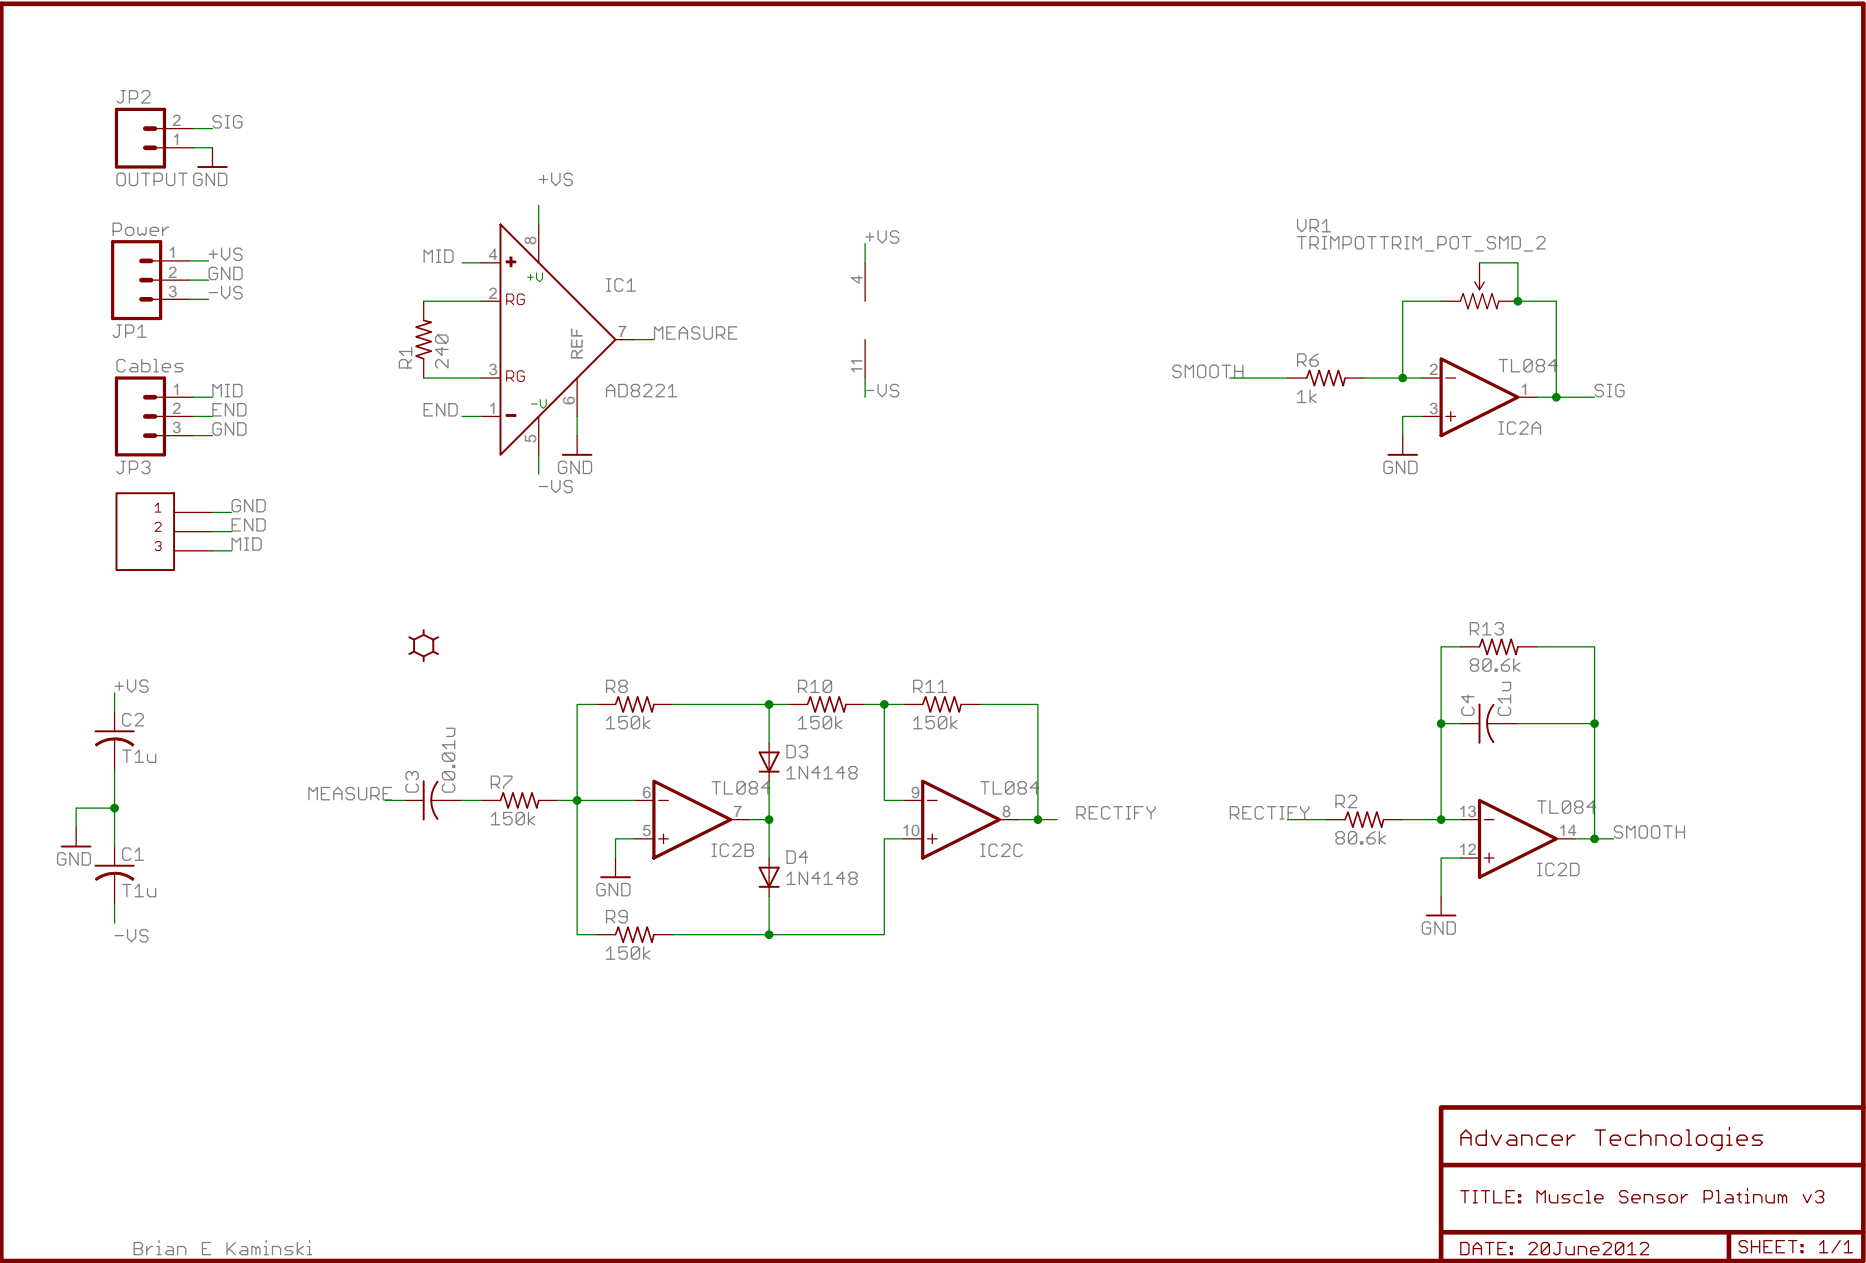 JP2
2 SIG
1
OUTPUT GND
Power
1 +VS
2 GND
3 -VS
JP1
Cables
1 MID
2 END
3 GND
JP3
1 GND
2 END
3 MID
+VS
8
MID 4 +
+V
IC1
2 RG
R1 240
REF
7 MEASURE
3 RG
AD8221
-V
6
END 1 -
5
GND
-VS
+VS
4
11
-VS
VR1
TRIMPOTTRIM_POT_SMD_2
SMOOTH
R6
1k
TL084
2 -
1 SIG
3 +
IC2A
GND
+VS
C2
T1u
GND
C1
T1u
-VS
MEASURE
C3 C0.01u
R7
150k
R8
150k
R10
150k
R11
150k
D3
1N4148
TL084
6 -
7
5 +
IC2B
GND
D4
1N4148
R9
150k
TL084
9 -
8
10 +
IC2C
RECTIFY
RECTIFY
R2
80.6k
R13
80.6k
C4 C1u
TL084
13 -
14 SMOOTH
12 +
IC2D
GND
Advancer Technologies
TITLE: Muscle Sensor Platinum v3
DATE: 20June2012 SHEET: 1/1
Brian E Kaminski